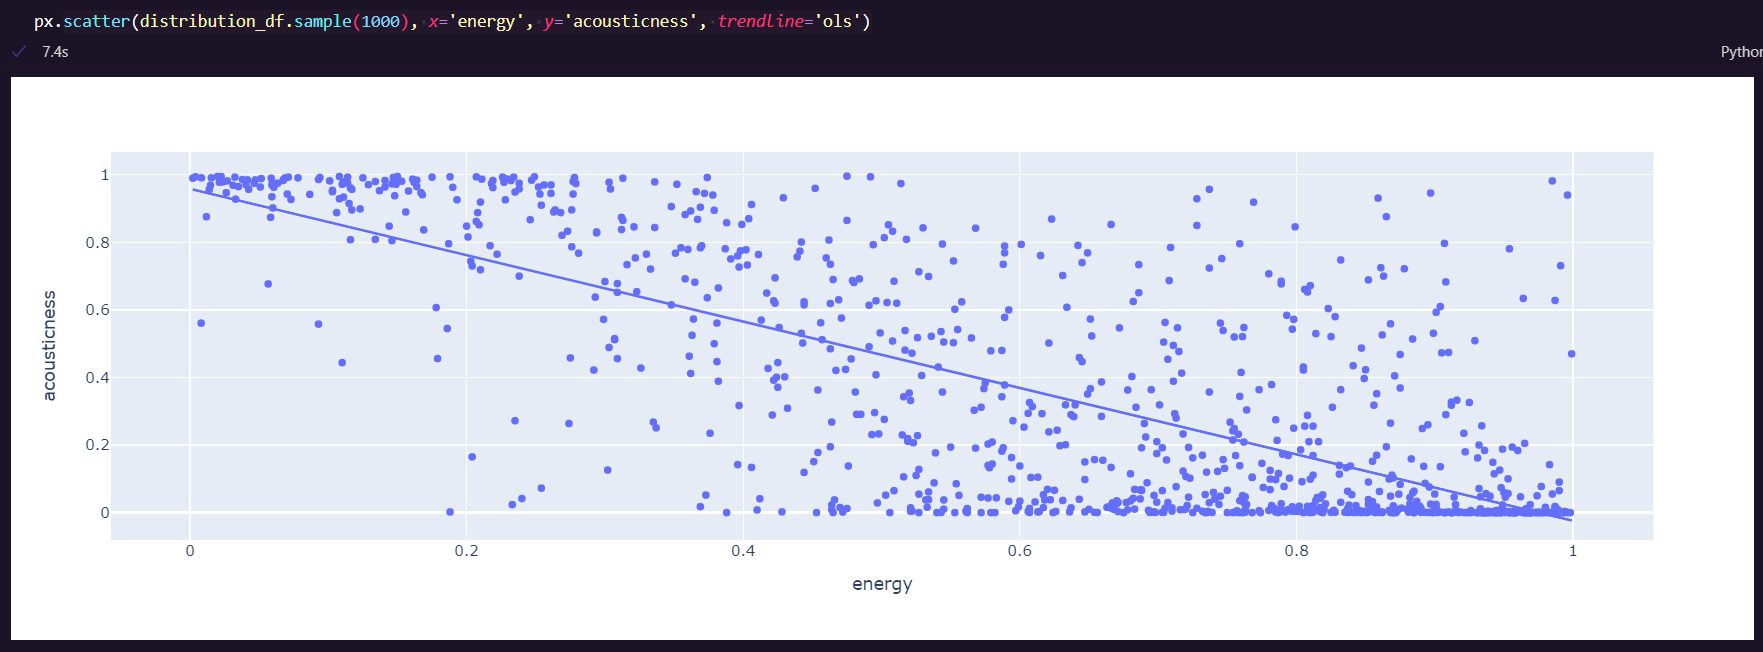 px.scatter(distribution_df.sample(1000), x='energy', y='acousticness', trendline='ols')
7.4s
Python
1
0.8
0.6
0.4
0.2
0
acousticness
0
0.2
0.4
0.6
0.8
1
energy